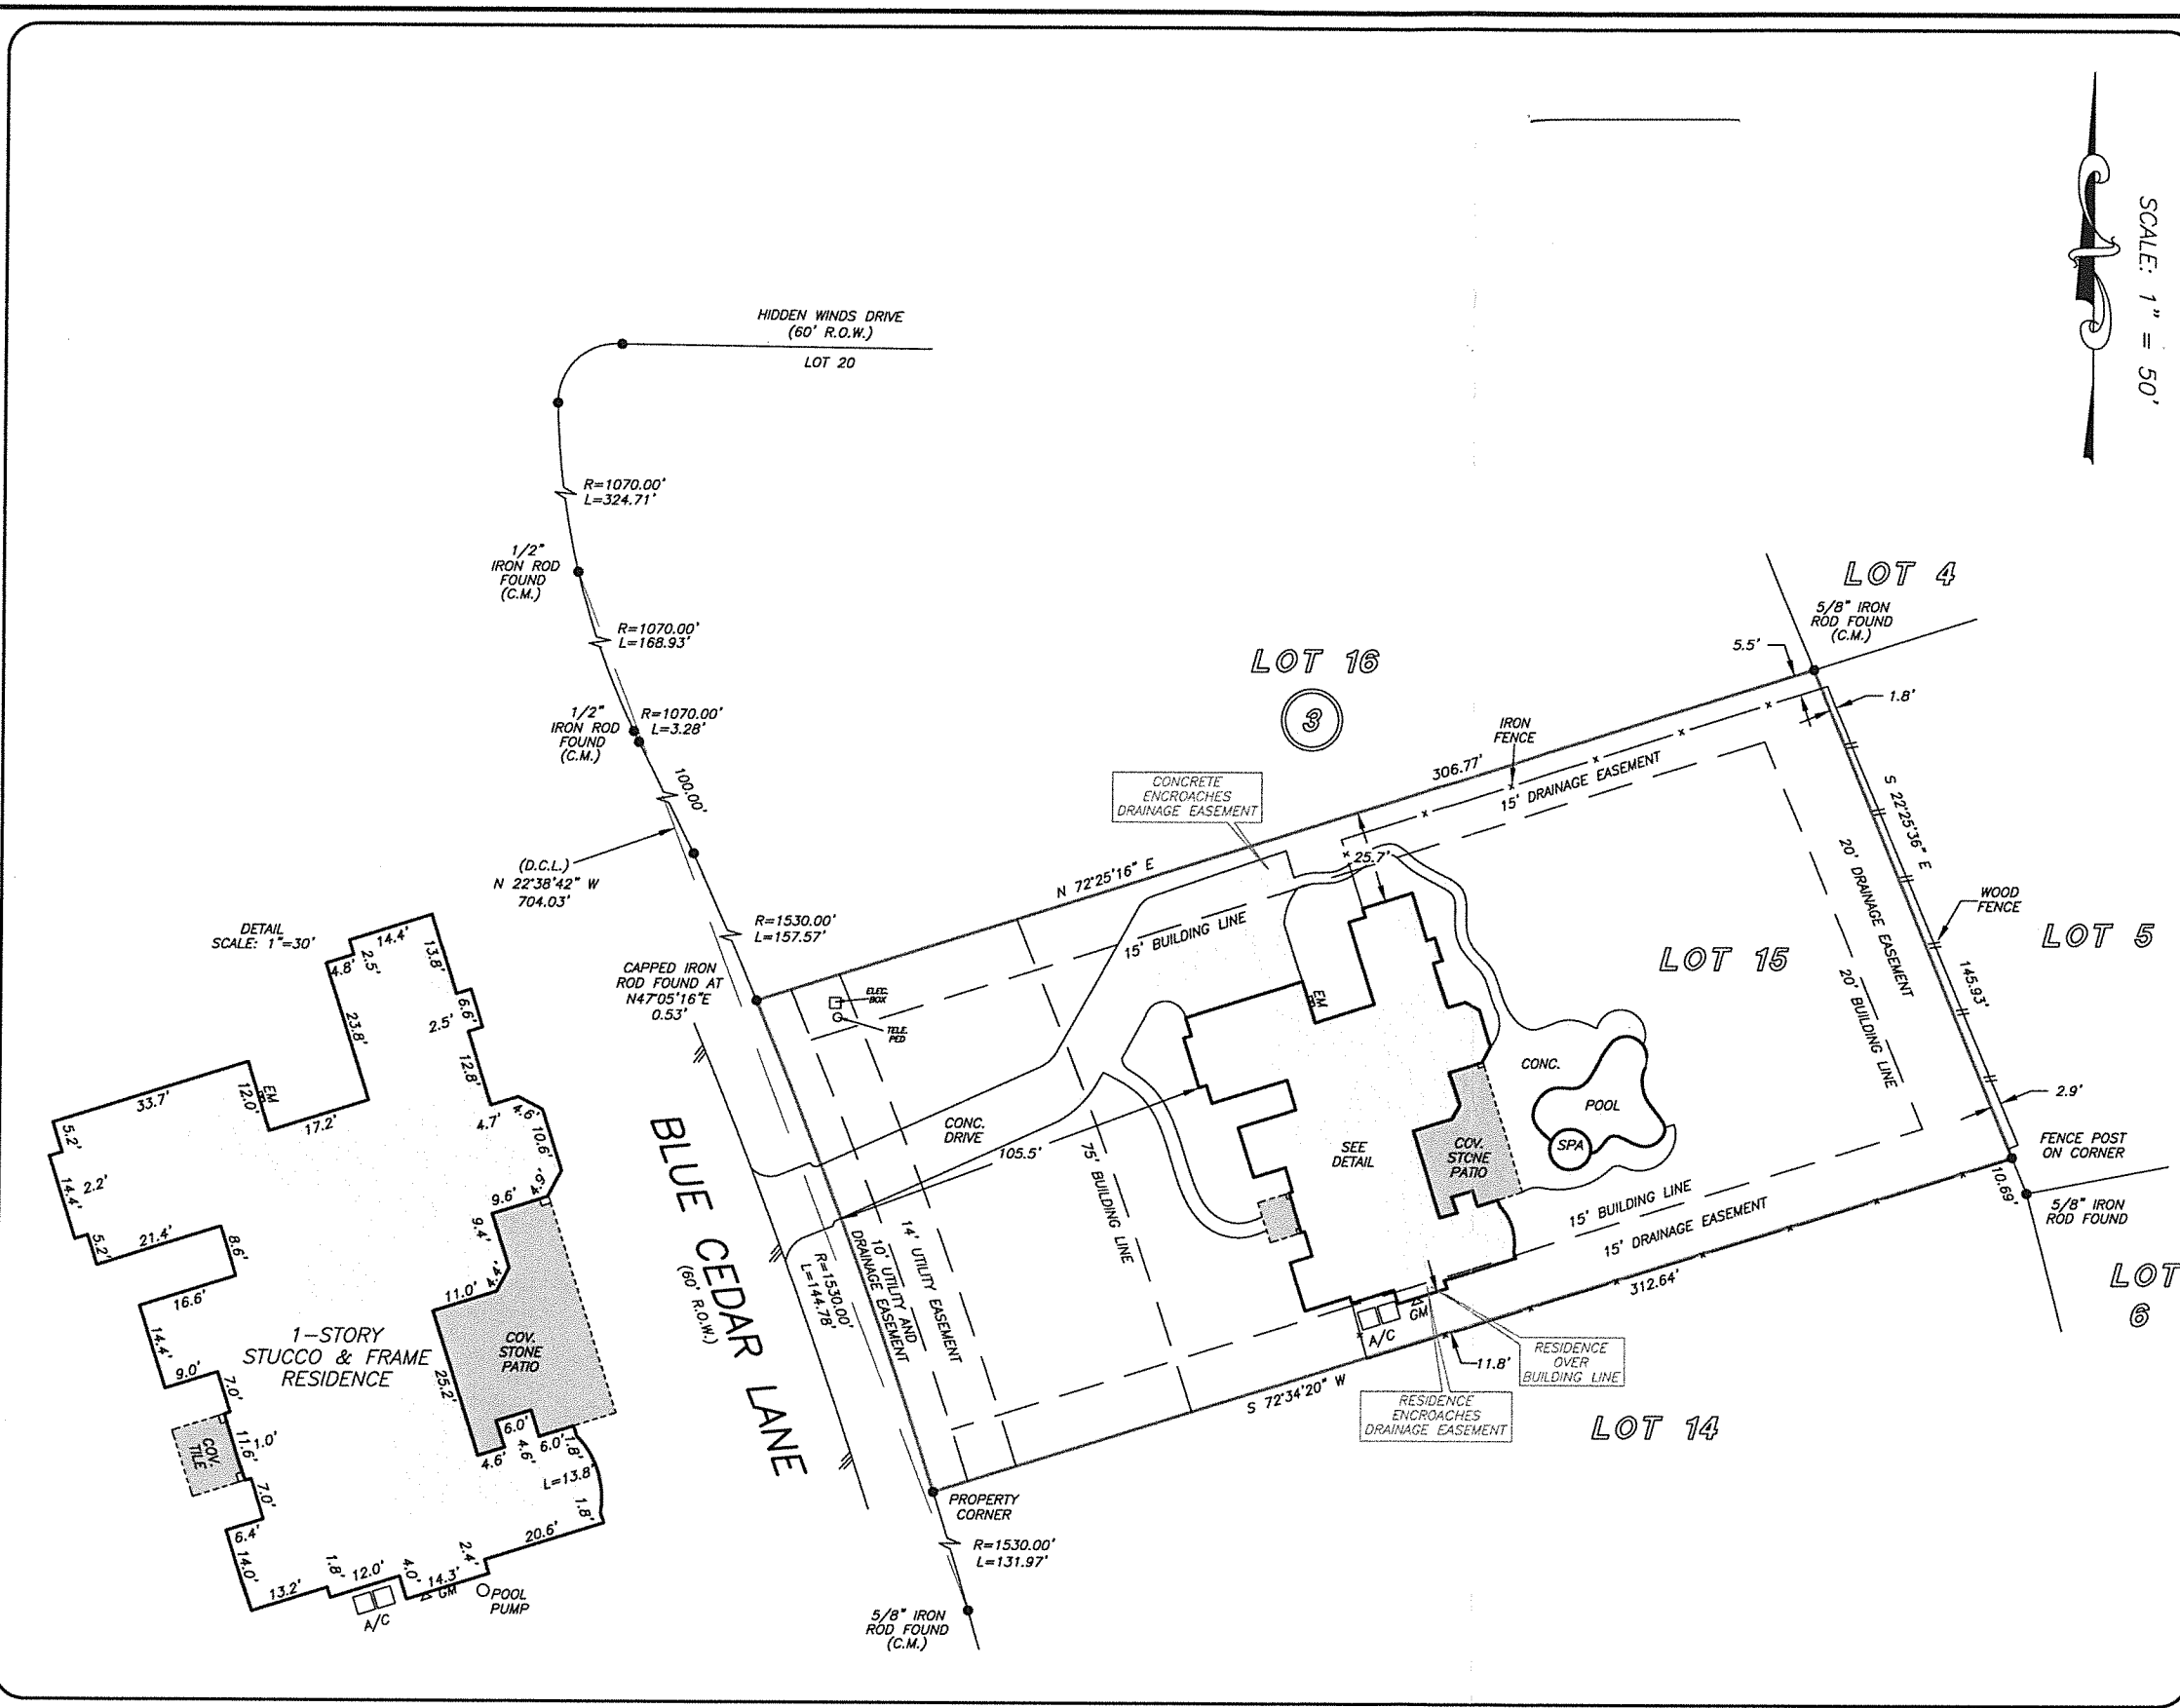 SCALE: 1" = 50'
HIDDEN WINDS DRIVE
(60' R.O.W.)
LOT 20
R=1070.00'
L=324.71'
1/2"
IRON ROD
FOUND
(C.M.)
R=1070.00'
L=168.93'
1/2"
IRON ROD
FOUND
(C.M.)
R=1070.00'
L=3.28'
100.00'
(D.C.L.)
N 22°38'42" W
704.03'
R=1530.00'
L=157.57'
CAPPED IRON
ROD FOUND AT
N47°05'16"E
0.53'
LOT 4
5/8" IRON
ROD FOUND
(C.M.)
5.5'
1.8'
LOT 16
3
IRON
FENCE
306.77'
15' DRAINAGE EASEMENT
CONCRETE
ENCROACHES
DRAINAGE EASEMENT
N 72°25'16" E
25.7'
15' BUILDING LINE
S 22°25'36" E
145.93'
20' DRAINAGE EASEMENT
20' BUILDING LINE
WOOD
FENCE
LOT 5
LOT 15
ELEC.
BOX
TELE.
PED
EM
CONC.
POOL
SPA
COV.
STONE
PATIO
SEE
DETAIL
CONC.
DRIVE
105.5'
75' BUILDING LINE
2.9'
FENCE POST
ON CORNER
10.69'
5/8" IRON
ROD FOUND
LOT
6
15' BUILDING LINE
15' DRAINAGE EASEMENT
312.64'
BLUE CEDAR LANE
(60' R.O.W.)
R=1530.00'
L=144.78'
10' UTILITY AND
DRAINAGE EASEMENT
14' UTILITY EASEMENT
A/C
GM
11.8'
RESIDENCE
OVER
BUILDING LINE
RESIDENCE
ENCROACHES
DRAINAGE EASEMENT
S 72°34'20" W
LOT 14
PROPERTY
CORNER
R=1530.00'
L=131.97'
5/8" IRON
ROD FOUND
(C.M.)
DETAIL
SCALE: 1"=30'
14.4'
2.5'
4.8'
13.8'
6.6'
2.5'
23.8'
12.8'
33.7'
12.0'
EM
17.2'
4.7'
4.6'
10.6'
4.9'
5.2'
2.2'
14.4'
5.2'
21.4'
8.6'
9.6'
9.4'
4.4'
11.0'
16.6'
14.4'
1-STORY
STUCCO & FRAME
RESIDENCE
COV.
STONE
PATIO
25.2'
9.0'
7.0'
COV.
TILE
11.6'
1.0'
7.0'
6.0'
4.6'
4.6'
6.0'
1.8'
L=13.8'
1.8'
6.4'
14.0'
13.2'
1.8'
12.0'
4.0'
14.3'
2.4'
20.6'
A/C
GM
POOL
PUMP